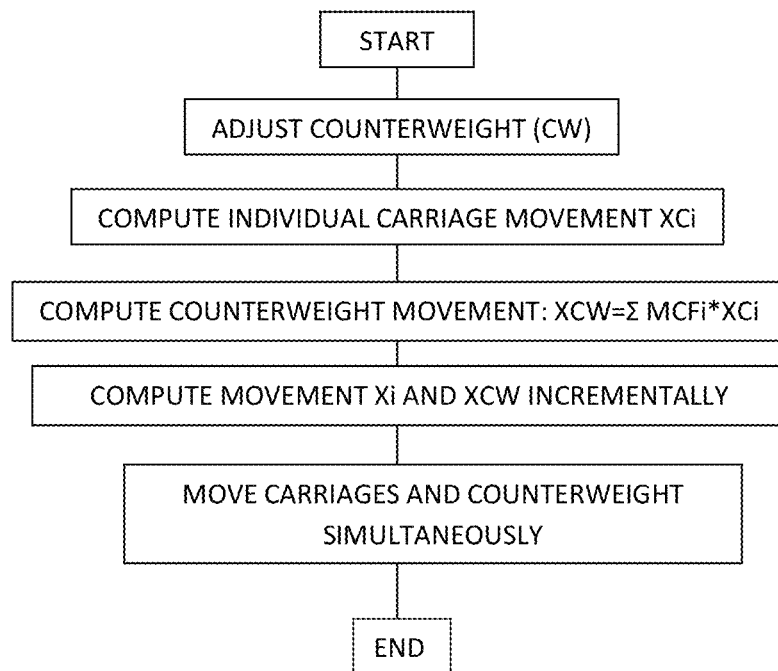 START
ADJUST COUNTERWEIGHT (CW)
COMPUTE INDIVIDUAL CARRIAGE MOVEMENT XCi
COMPUTE COUNTERWEIGHT MOVEMENT: XCW=Σ MCFi*XCi
COMPUTE MOVEMENT Xi AND XCW INCREMENTALLY
MOVE CARRIAGES AND COUNTERWEIGHT
SIMULTANEOUSLY
END